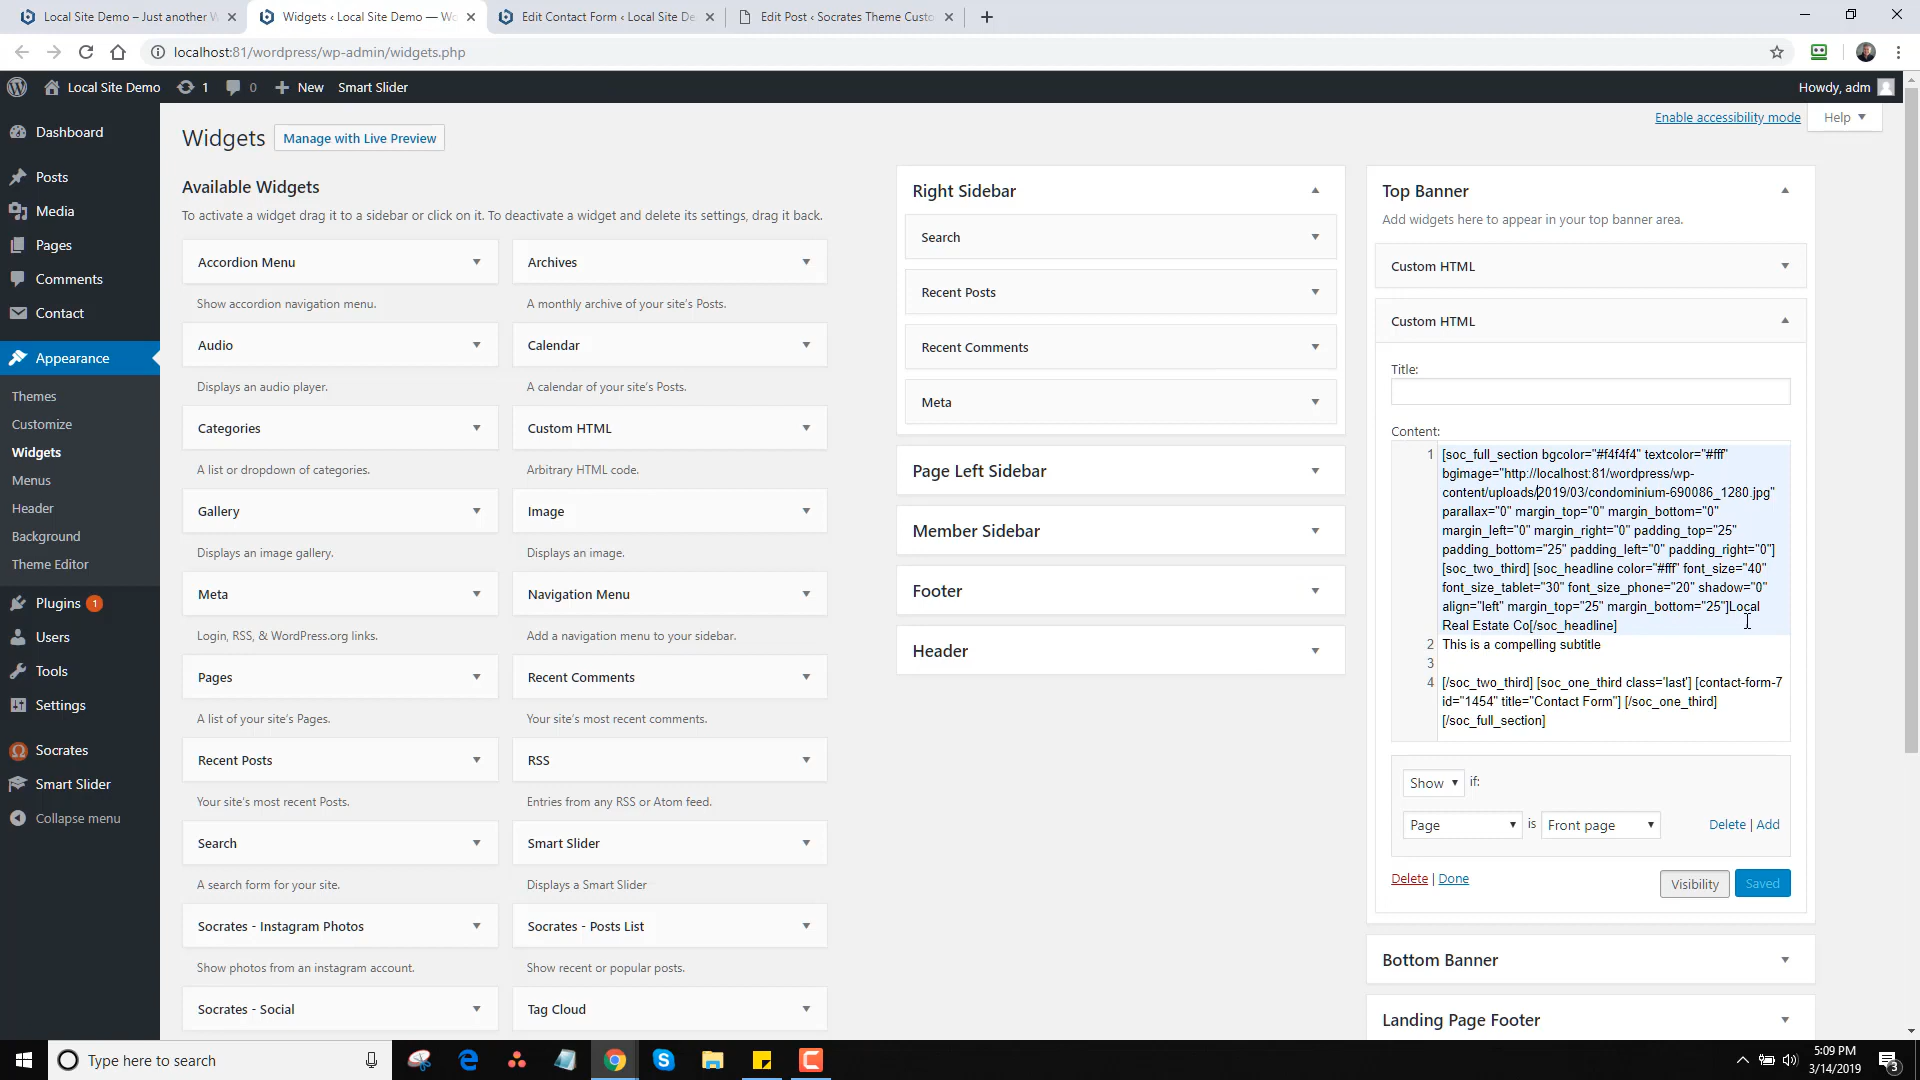 Local Site Demo – Just another W
Widgets ‹ Local Site Demo — Wo
Edit Contact Form ‹ Local Site De
Edit Post ‹ Socrates Theme Custo
localhost:81/wordpress/wp-admin/widgets.php
Local Site Demo
1
0
New
Smart Slider
Howdy, adm
Dashboard
Posts
Media
Pages
Comments
Contact
Appearance
Themes
Customize
Widgets
Menus
Header
Background
Theme Editor
Plugins 1
Users
Tools
Settings
Socrates
Smart Slider
Collapse menu
Enable accessibility mode
Help
Widgets
Manage with Live Preview
Available Widgets
To activate a widget drag it to a sidebar or click on it. To deactivate a widget and delete its settings, drag it back.
Accordion Menu
Show accordion navigation menu.
Archives
A monthly archive of your site's Posts.
Audio
Displays an audio player.
Calendar
A calendar of your site's Posts.
Categories
A list or dropdown of categories.
Custom HTML
Arbitrary HTML code.
Gallery
Displays an image gallery.
Image
Displays an image.
Meta
Login, RSS, & WordPress.org links.
Navigation Menu
Add a navigation menu to your sidebar.
Pages
A list of your site's Pages.
Recent Comments
Your site's most recent comments.
Recent Posts
Your site's most recent Posts.
RSS
Entries from any RSS or Atom feed.
Search
A search form for your site.
Smart Slider
Displays a Smart Slider
Socrates - Instagram Photos
Show photos from an instagram account.
Socrates - Posts List
Show recent or popular posts.
Socrates - Social
Tag Cloud
Right Sidebar
Search
Recent Posts
Recent Comments
Meta
Page Left Sidebar
Member Sidebar
Footer
Header
Top Banner
Add widgets here to appear in your top banner area.
Custom HTML
Custom HTML
Title:
Content:
1 [soc_full_section bgcolor="#f4f4f4" textcolor="#fff"
bgimage="http://localhost:81/wordpress/wp-
content/uploads/2019/03/condominium-690086_1280.jpg"
parallax="0" margin_top="0" margin_bottom="0"
margin_left="0" margin_right="0" padding_top="25"
padding_bottom="25" padding_left="0" padding_right="0"]
[soc_two_third] [soc_headline color="#fff" font_size="40"
font_size_tablet="30" font_size_phone="20" shadow="0"
align="left" margin_top="25" margin_bottom="25"]Local
Real Estate Co[/soc_headline]
2 This is a compelling subtitle
3
4 [/soc_two_third] [soc_one_third class='last'] [contact-form-7
id="1454" title="Contact Form"] [/soc_one_third]
[/soc_full_section]
Show if:
Page is Front page Delete | Add
Delete | Done
Visibility
Saved
Bottom Banner
Landing Page Footer
Type here to search
5:09 PM
3/14/2019
3